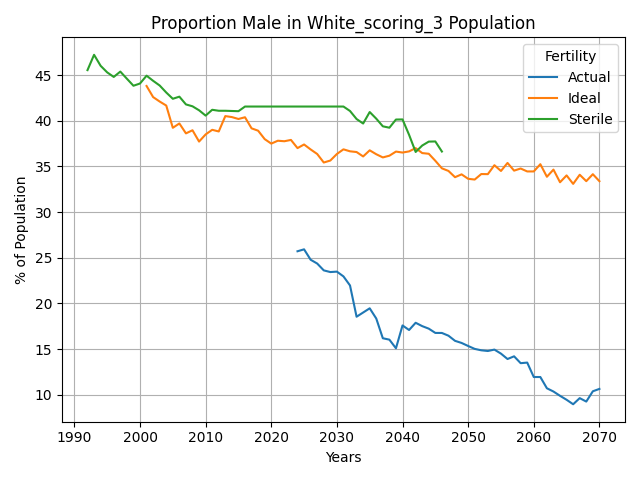 Proportion Male in White_scoring_3 Population
Fertility
Actual
Ideal
Sterile
% of Population
45
40
35
30
25
20
15
10
1990 2000 2010 2020 2030 2040 2050 2060 2070
Years